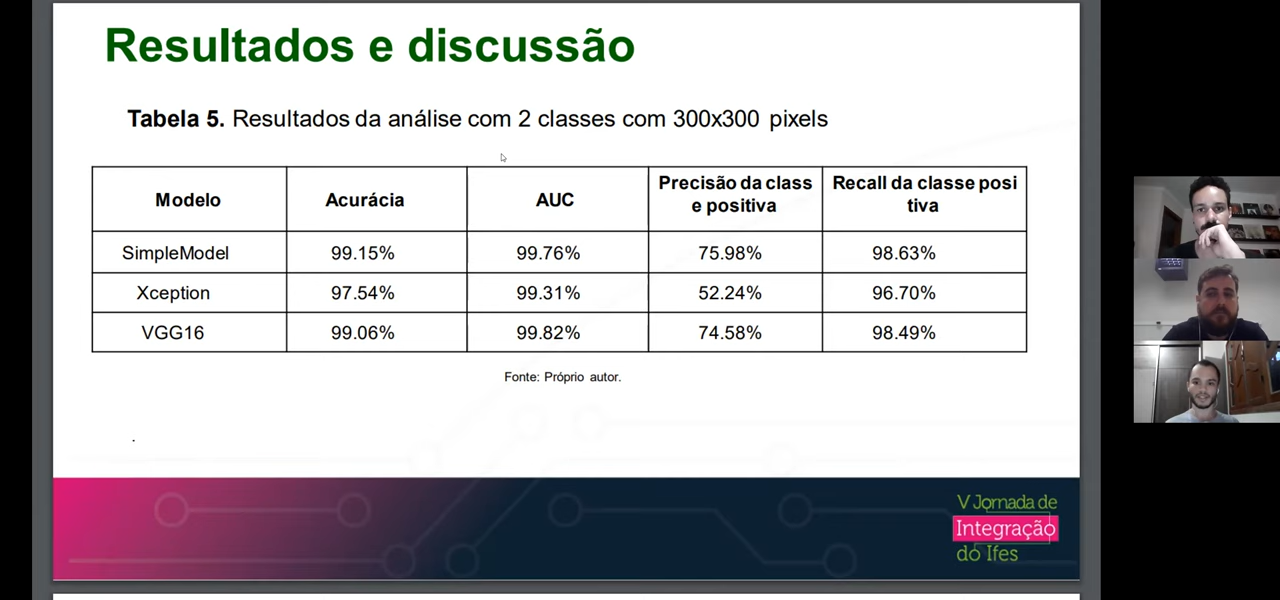 Resultados e discussão
Tabela 5. Resultados da análise com 2 classes com 300x300 pixels
Modelo Acurácia AUC Precisão da class e positiva Recall da classe posi tiva
SimpleModel 99.15% 99.76% 75.98% 98.63%
Xception 97.54% 99.31% 52.24% 96.70%
VGG16 99.06% 99.82% 74.58% 98.49%
Fonte: Próprio autor.
.
V Jornada de
Integração
do Ifes